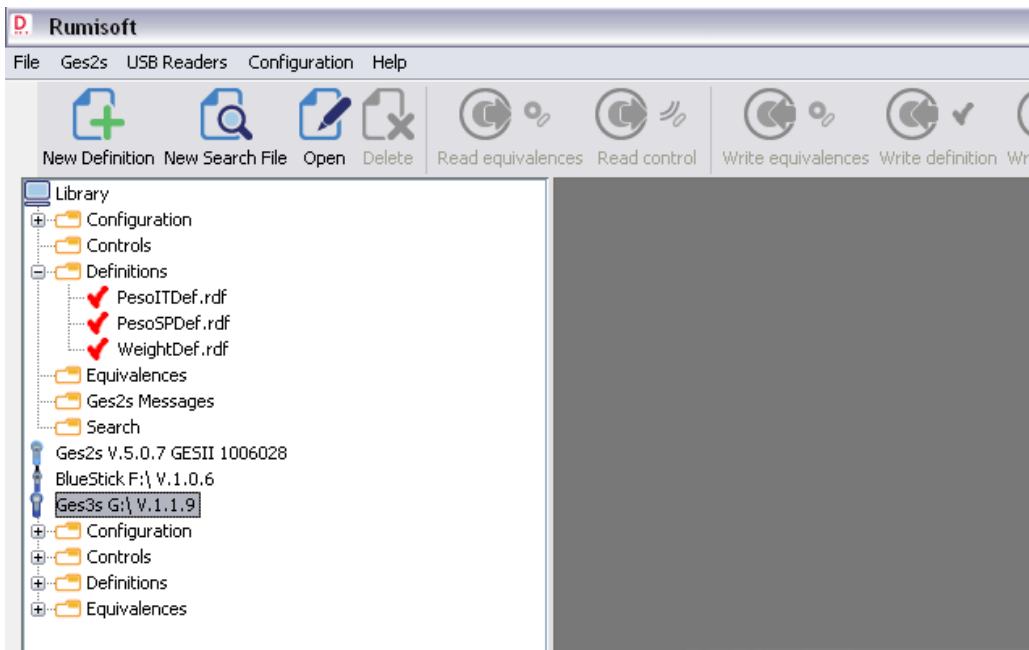 Rumisoft
File Ges2s USB Readers Configuration Help
New Definition New Search File Open Delete Read equivalences Read control Write equivalences Write definition Wr
Library
Configuration
Controls
Definitions
PesoITDef.rdf
PesoSPDef.rdf
WeightDef.rdf
Equivalences
Ges2s Messages
Search
Ges2s V.5.0.7 GESII 1006028
BlueStick F:\ V.1.0.6
Ges3s G:\ V.1.1.9
Configuration
Controls
Definitions
Equivalences